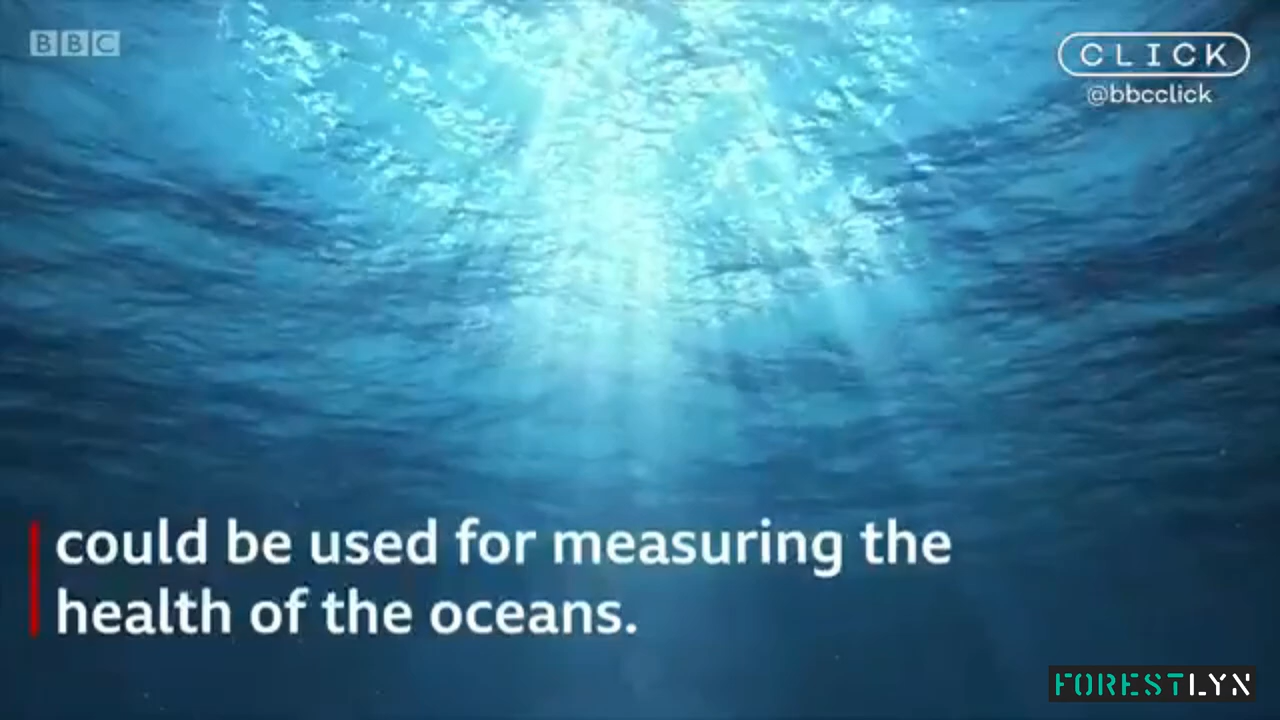 BBC
CLICK
@bbcclick
could be used for measuring the
health of the oceans.
FORESTLYN